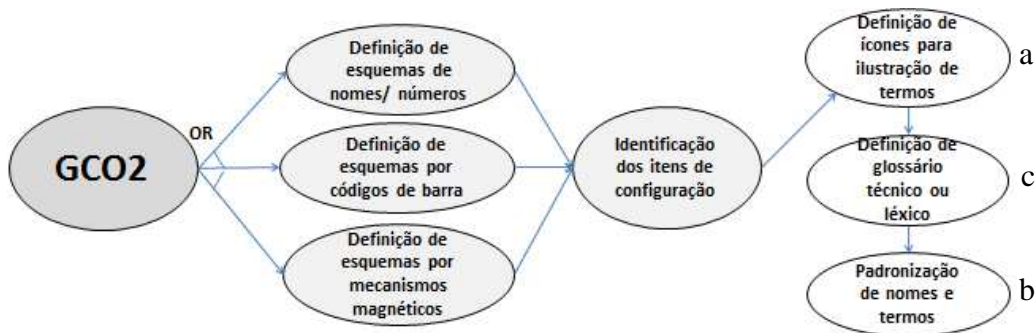 GCO2
OR
Definição de
esquemas de
nomes/ números
Definição de
esquemas por
códigos de barra
Definição de
esquemas por
mecanismos
magnéticos
Identificação
dos itens de
configuração
Definição de
ícones para
ilustração de
termos
a
Definição de
glossário
técnico ou
léxico
c
Padronização
de nomes e
termos
b